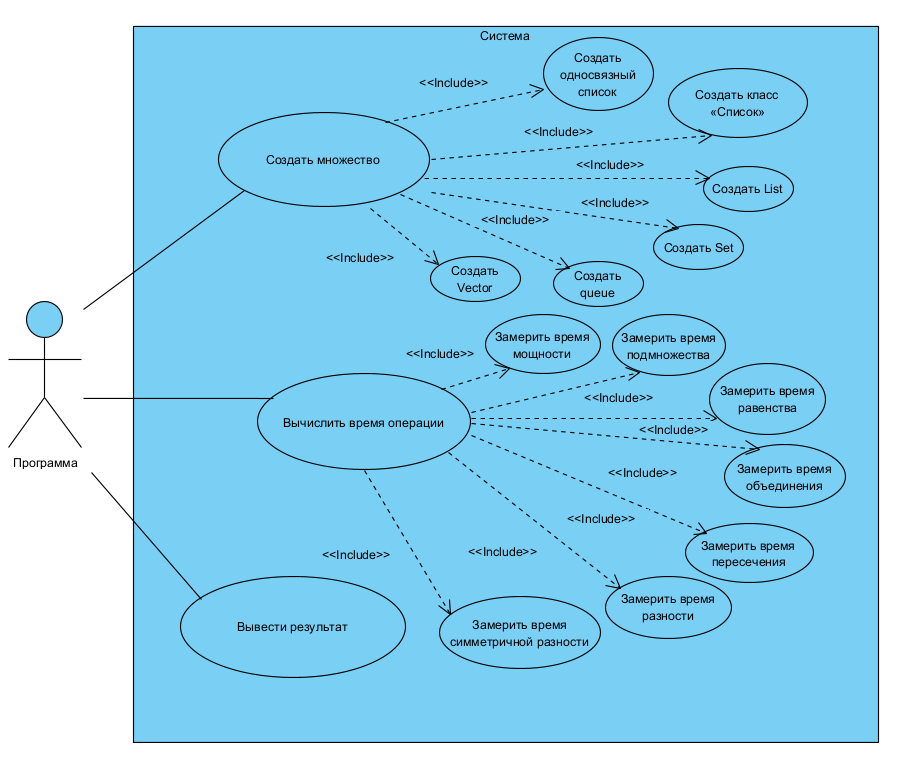 Система
Создать
односвязный
список
<<Include>>
Создать класс
«Список»
<<Include>>
Создать множество
<<Include>>
Создать List
<<Include>>
<<Include>>
Создать Set
<<Include>>
Создать
Vector
Создать
queue
Замерить время
мощности
Замерить время
подмножества
<<Include>>
Замерить время
равенства
<<Include>>
Вычислить время операции
<<Include>>
Замерить время
объединения
Программа
<<Include>>
<<Include>>
Замерить время
пересечения
<<Include>>
<<Include>>
Замерить время
разности
Вывести результат
Замерить время
симметричной разности